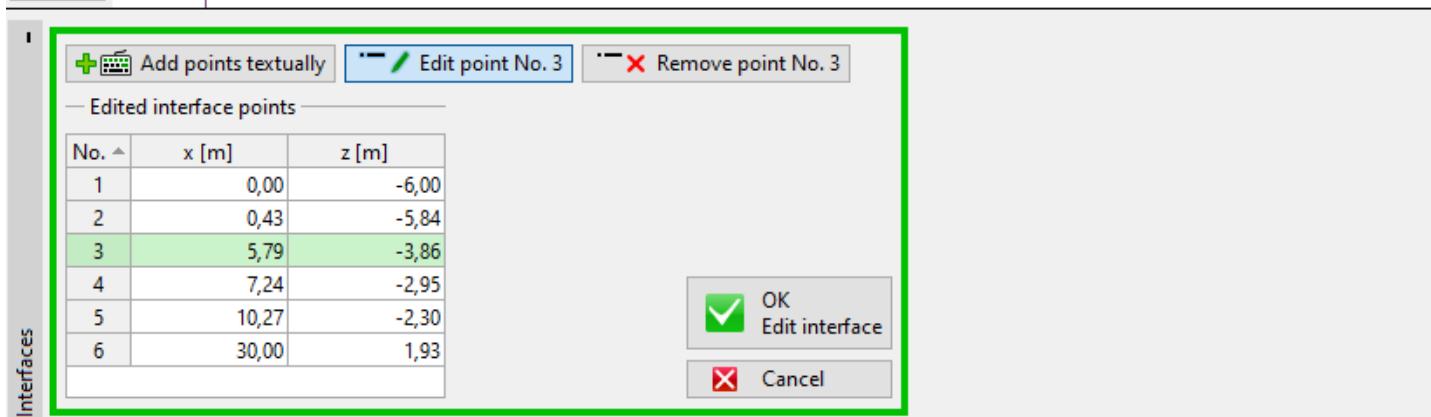 Add points textually Edit point No. 3 Remove point No. 3
Edited interface points
No. x [m] z [m]
1 0,00 -6,00
2 0,43 -5,84
3 5,79 -3,86
4 7,24 -2,95
5 10,27 -2,30
6 30,00 1,93
OK
Edit interface
Cancel
Interfaces